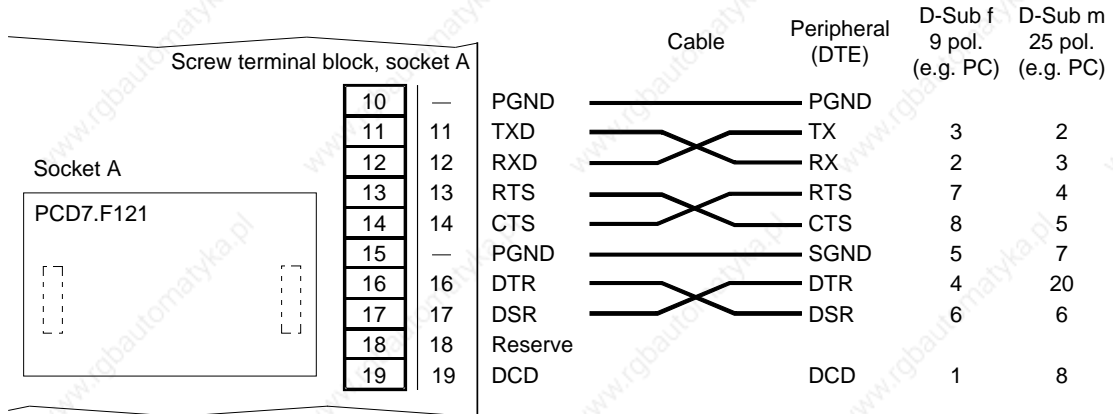 D-Sub f D-Sub m
Cable Peripheral 9 pol. 25 pol.
(DTE) (e.g. PC) (e.g. PC)
Screw terminal block, socket A
10 — PGND PGND
11 11 TXD TX 3 2
12 12 RXD RX 2 3
Socket A
13 13 RTS RTS 7 4
PCD7.F121
14 14 CTS CTS 8 5
15 — PGND SGND 5 7
16 16 DTR DTR 4 20
17 17 DSR DSR 6 6
18 18 Reserve
19 19 DCD DCD 1 8
www.rgbautomatyka.pl